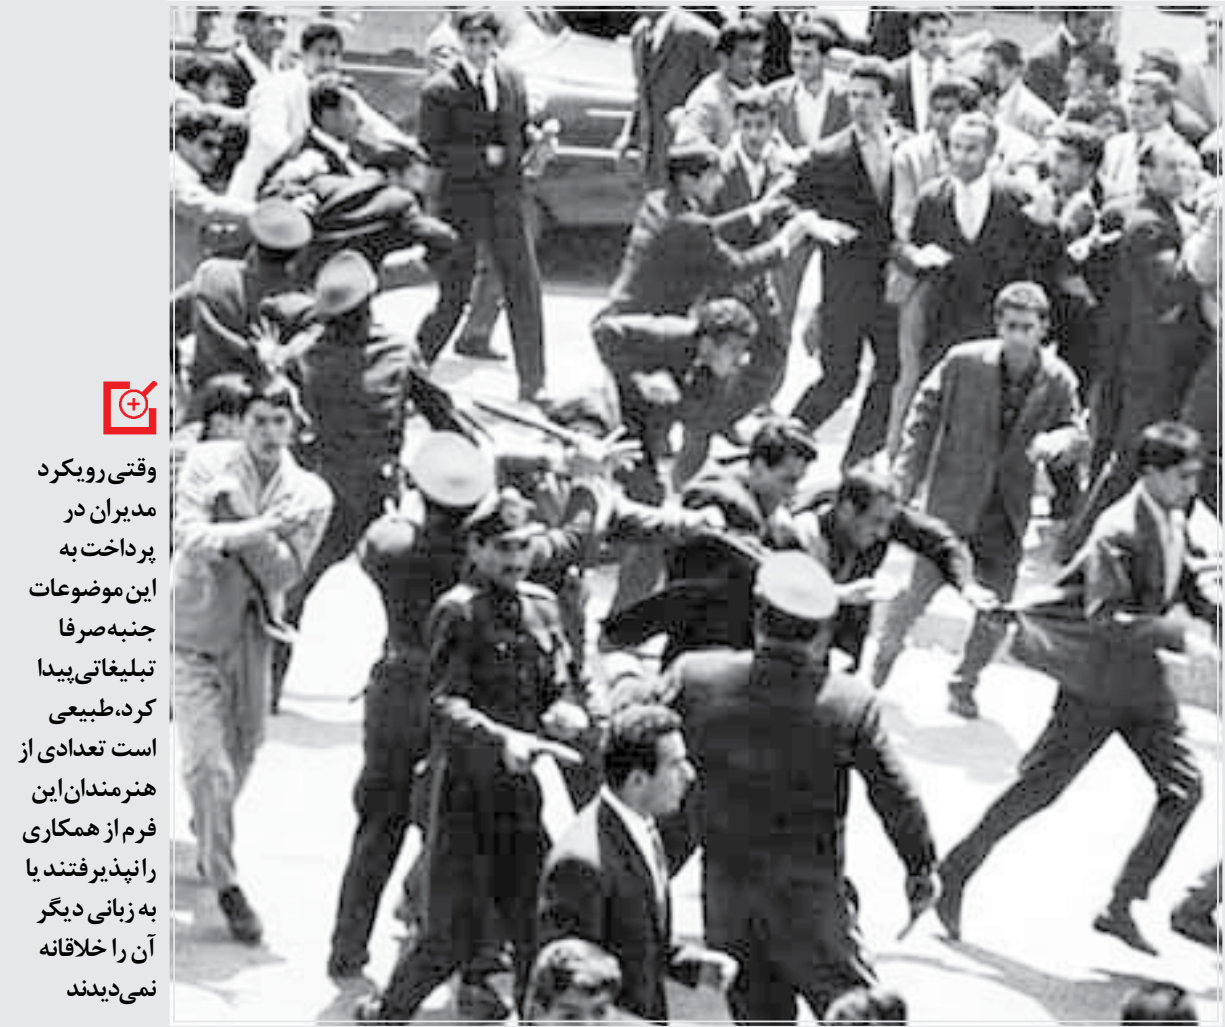 وقتی رویکرد
مدیران در
پرداخت به
این موضوعات
جنبه صرفا
تبلیغاتی پیدا
کرد، طبیعی
است تعدادی از
هنرمندان این
فرم از همکاری
را نپذیرفتند یا
به زبانی دیگر
آن را خلاقانه
نمی‌دیدند